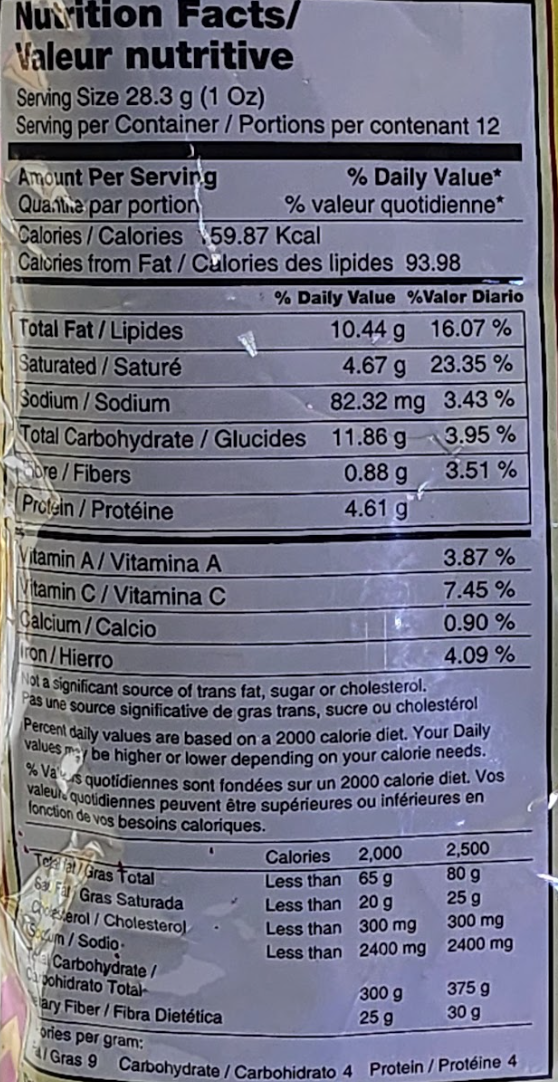 Nutrition Facts/
Valeur nutritive
Serving Size 28.3 g (1 Oz)
Serving per Container / Portions per contenant 12
Amount Per Serving % Daily Value*
Quantité par portion % valeur quotidienne*
Calories / Calories 59.87 Kcal
Calories from Fat / Calories des lipides 93.98
% Daily Value %Valor Diario
Total Fat / Lipides 10.44 g 16.07 %
Saturated / Saturé 4.67 g 23.35 %
Sodium / Sodium 82.32 mg 3.43 %
Total Carbohydrate / Glucides 11.86 g 3.95 %
Fibre / Fibers 0.88 g 3.51 %
Protein / Protéine 4.61 g
Vitamin A / Vitamina A 3.87 %
Vitamin C / Vitamina C 7.45 %
Calcium / Calcio 0.90 %
Iron / Hierro 4.09 %
Not a significant source of trans fat, sugar or cholesterol.
Pas une source significative de gras trans, sucre ou cholestérol
Percent daily values are based on a 2000 calorie diet. Your Daily
values may be higher or lower depending on your calorie needs.
% Valeurs quotidiennes sont fondées sur un 2000 calorie diet. Vos
valeurs quotidiennes peuvent être supérieures ou inférieures en
fonction de vos besoins caloriques.
Calories 2,000 2,500
Total fat / Gras Total Less than 65 g 80 g
Sat. Fat / Gras Saturada Less than 20 g 25 g
Cholesterol / Cholesterol Less than 300 mg 300 mg
Sodium / Sodio Less than 2400 mg 2400 mg
Carbohydrate /
Carbohidrato Total 300 g 375 g
Fiber / Fibra Dietética 25 g 30 g
per gram:
/ Gras 9 Carbohydrate / Carbohidrato 4 Protein / Protéine 4